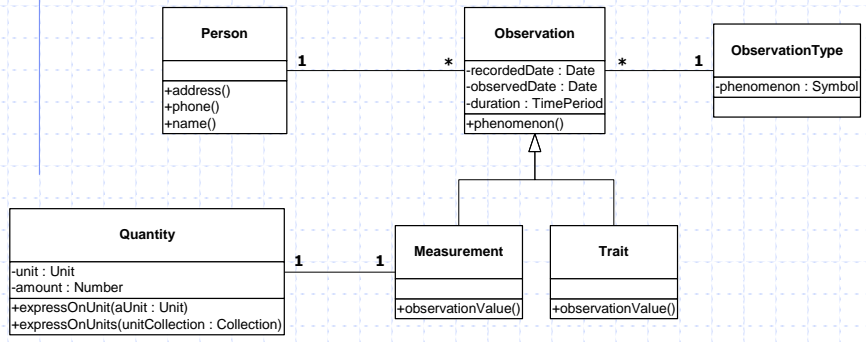 Person
+address()
+phone()
+name()
1
*
Observation
-recordedDate : Date
-observedDate : Date
-duration : TimePeriod
+phenomenon()
*
1
ObservationType
-phenomenon : Symbol
Quantity
-unit : Unit
-amount : Number
+expressOnUnit(aUnit : Unit)
+expressOnUnits(unitCollection : Collection)
1
1
Measurement
+observationValue()
Trait
+observationValue()